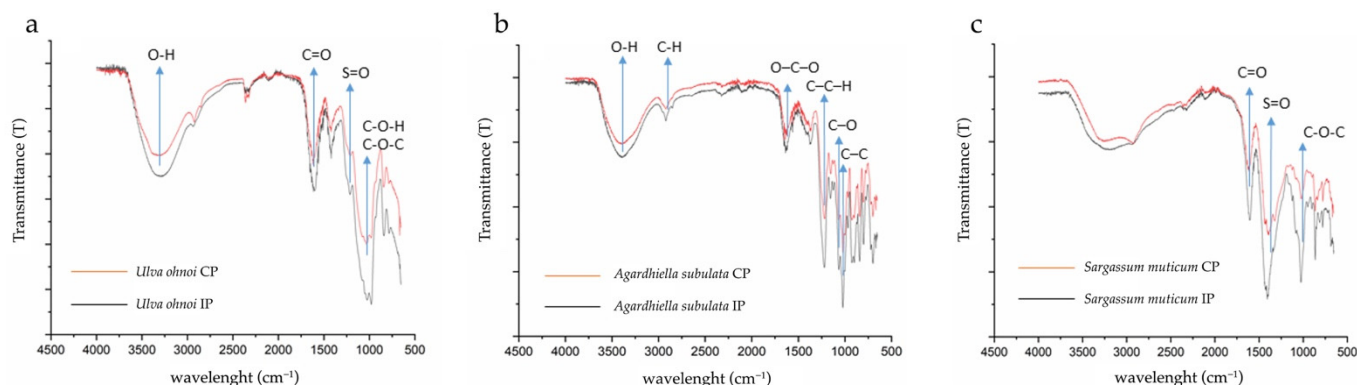 a
O-H
C=O
S=O
C-O-H
C-O-C
Transmittance (T)
Ulva ohnoi CP
Ulva ohnoi IP
4500 4000 3500 3000 2500 2000 1500 1000 500
wavelenght (cm⁻¹)
b
O-H
C-H
O–C–O
C–C–H
C–O
C–C
Transmittance (T)
Agardhiella subulata CP
Agardhiella subulata IP
4500 4000 3500 3000 2500 2000 1500 1000 500
wavelenght (cm⁻¹)
c
C=O
S=O
C-O-C
Transmittance (T)
Sargassum muticum CP
Sargassum muticum IP
4500 4000 3500 3000 2500 2000 1500 1000 500
wavelenght (cm⁻¹)